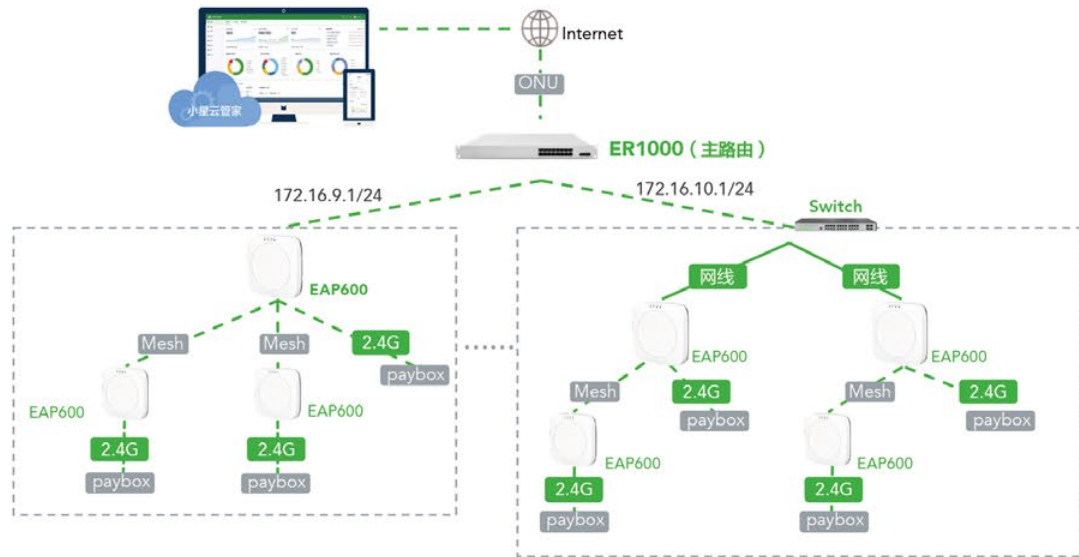 Internet
ONU
小星云管家
ER1000（主路由）
172.16.9.1/24
172.16.10.1/24
Switch
EAP600
Mesh
Mesh
2.4G
paybox
EAP600
EAP600
2.4G
2.4G
paybox
paybox
网线
网线
EAP600
EAP600
Mesh
2.4G
Mesh
2.4G
paybox
paybox
EAP600
EAP600
2.4G
2.4G
paybox
paybox